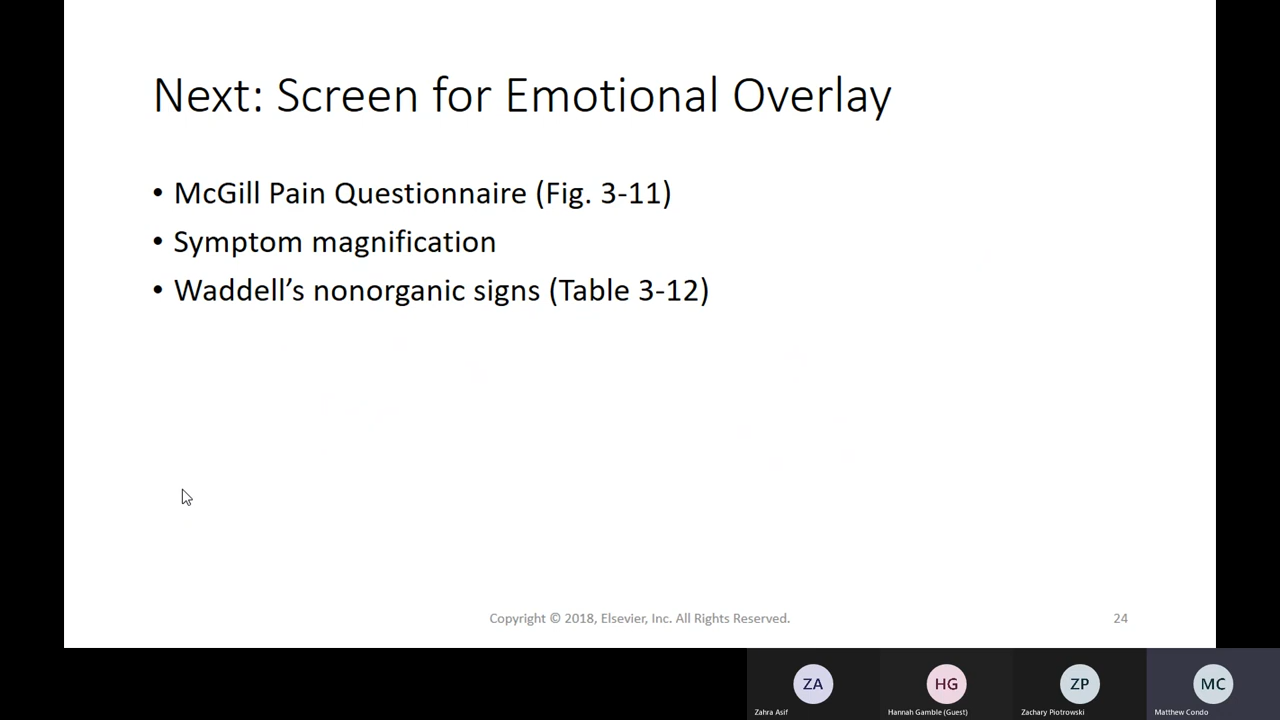 Next: Screen for Emotional Overlay
• McGill Pain Questionnaire (Fig. 3-11)
• Symptom magnification
• Waddell’s nonorganic signs (Table 3-12)
Copyright © 2018, Elsevier, Inc. All Rights Reserved.
24
ZA
HG
ZP
MC
Zahra Asif
Hannah Gamble (Guest)
Zachary Piotrowski
Matthew Condo